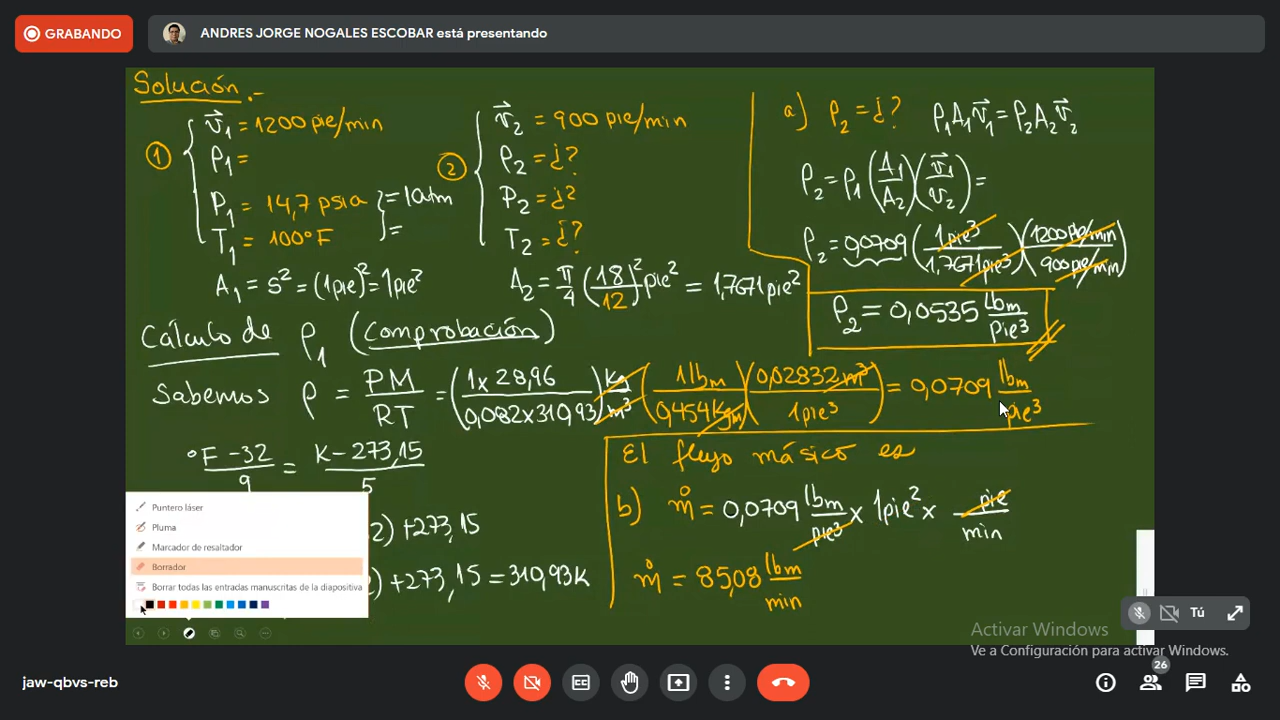 GRABANDO
ANDRES JORGE NOGALES ESCOBAR está presentando
Solución.-
① v⃗₁ = 1200 pie/min
ρ₁ =
P₁ = 14,7 psia = 1atm
T₁ = 100°F =
A₁ = s² = (1pie)² = 1pie²
② v⃗₂ = 900 pie/min
ρ₂ = ¿?
P₂ = ¿?
T₂ = ¿?
A₂ = π/4 (18/12)² pie² = 1,7671 pie²
a) ρ₂ = ¿? ρ₁A₁v⃗₁ = ρ₂A₂v⃗₂
ρ₂ = ρ₁ (A₁/A₂)(v⃗₁/v⃗₂) =
ρ₂ = 0,0709 (1pie³/1,7671pie³)(1200pie/min/900pie/min)
ρ₂ = 0,0535 lbm/pie³
Cálculo de ρ₁ (Comprobación)
Sabemos ρ = PM/RT = (1x28,96/0,082x310,93) kg/m³ (1lbm/0,454kgm)(0,02832m³/1pie³) = 0,0709 lbm/pie³
°F-32/9 = K-273,15/5
2) +273,15
2) +273,15 = 310,93K
El flujo másico es
b) ṁ = 0,0709 lbm/pie³ x 1pie² x pie/min
ṁ = 85,08 lbm/min
Puntero láser
Pluma
Marcador de resaltador
Borrador
Borrar todas las entradas manuscritas de la diapositiva
Tú
Activar Windows
Ve a Configuración para activar Windows.
jaw-qbvs-reb
CC
26